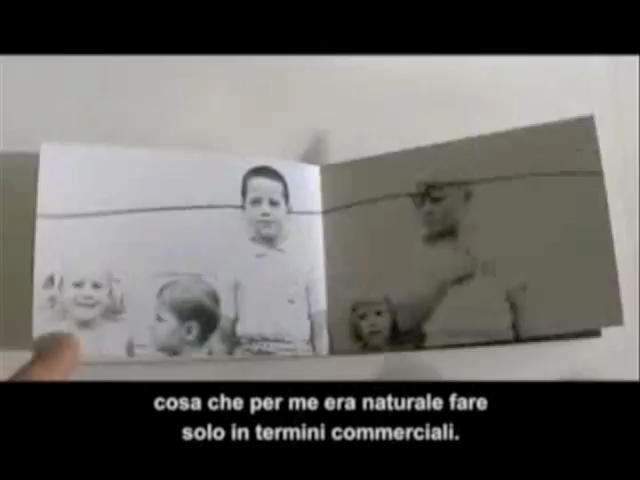 cosa che per me era naturale fare
solo in termini commerciali.